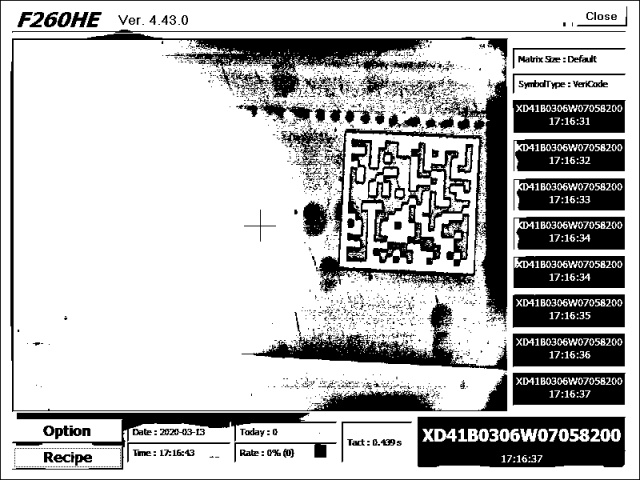 F260HE Ver. 4.43.0
Close
Matrix Size : Default
SymbolType : VeriCode
XD41B0306W07058200
17:16:31
XD41B0306W07058200
17:16:32
XD41B0306W07058200
17:16:33
XD41B0306W07058200
17:16:34
XD41B0306W07058200
17:16:34
XD41B0306W07058200
17:16:35
XD41B0306W07058200
17:16:36
XD41B0306W07058200
17:16:37
Option
Recipe
Date : 2020-03-13
Time : 17:16:43
Today : 0
Rate : 0% (0)
Tact : 0.439 s
XD41B0306W07058200
17:16:37